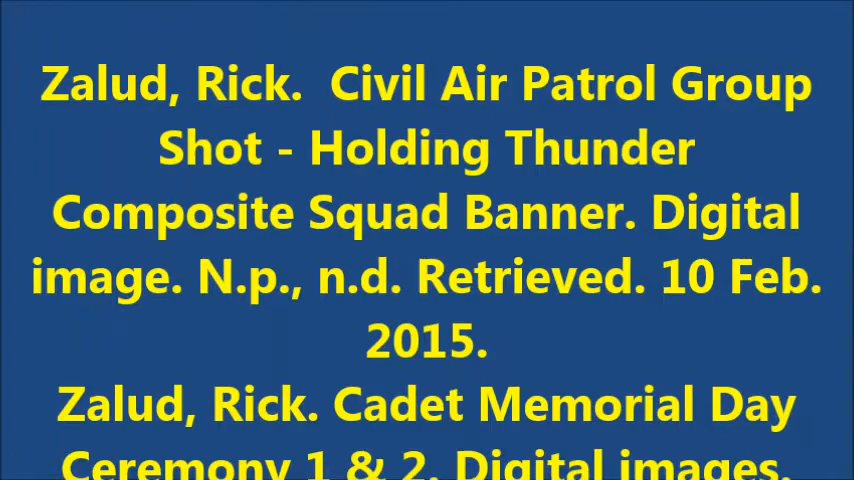 Zalud, Rick.  Civil Air Patrol Group
Shot - Holding Thunder
Composite Squad Banner. Digital
image. N.p., n.d. Retrieved. 10 Feb.
2015.
Zalud, Rick. Cadet Memorial Day
Ceremony 1 & 2. Digital images.